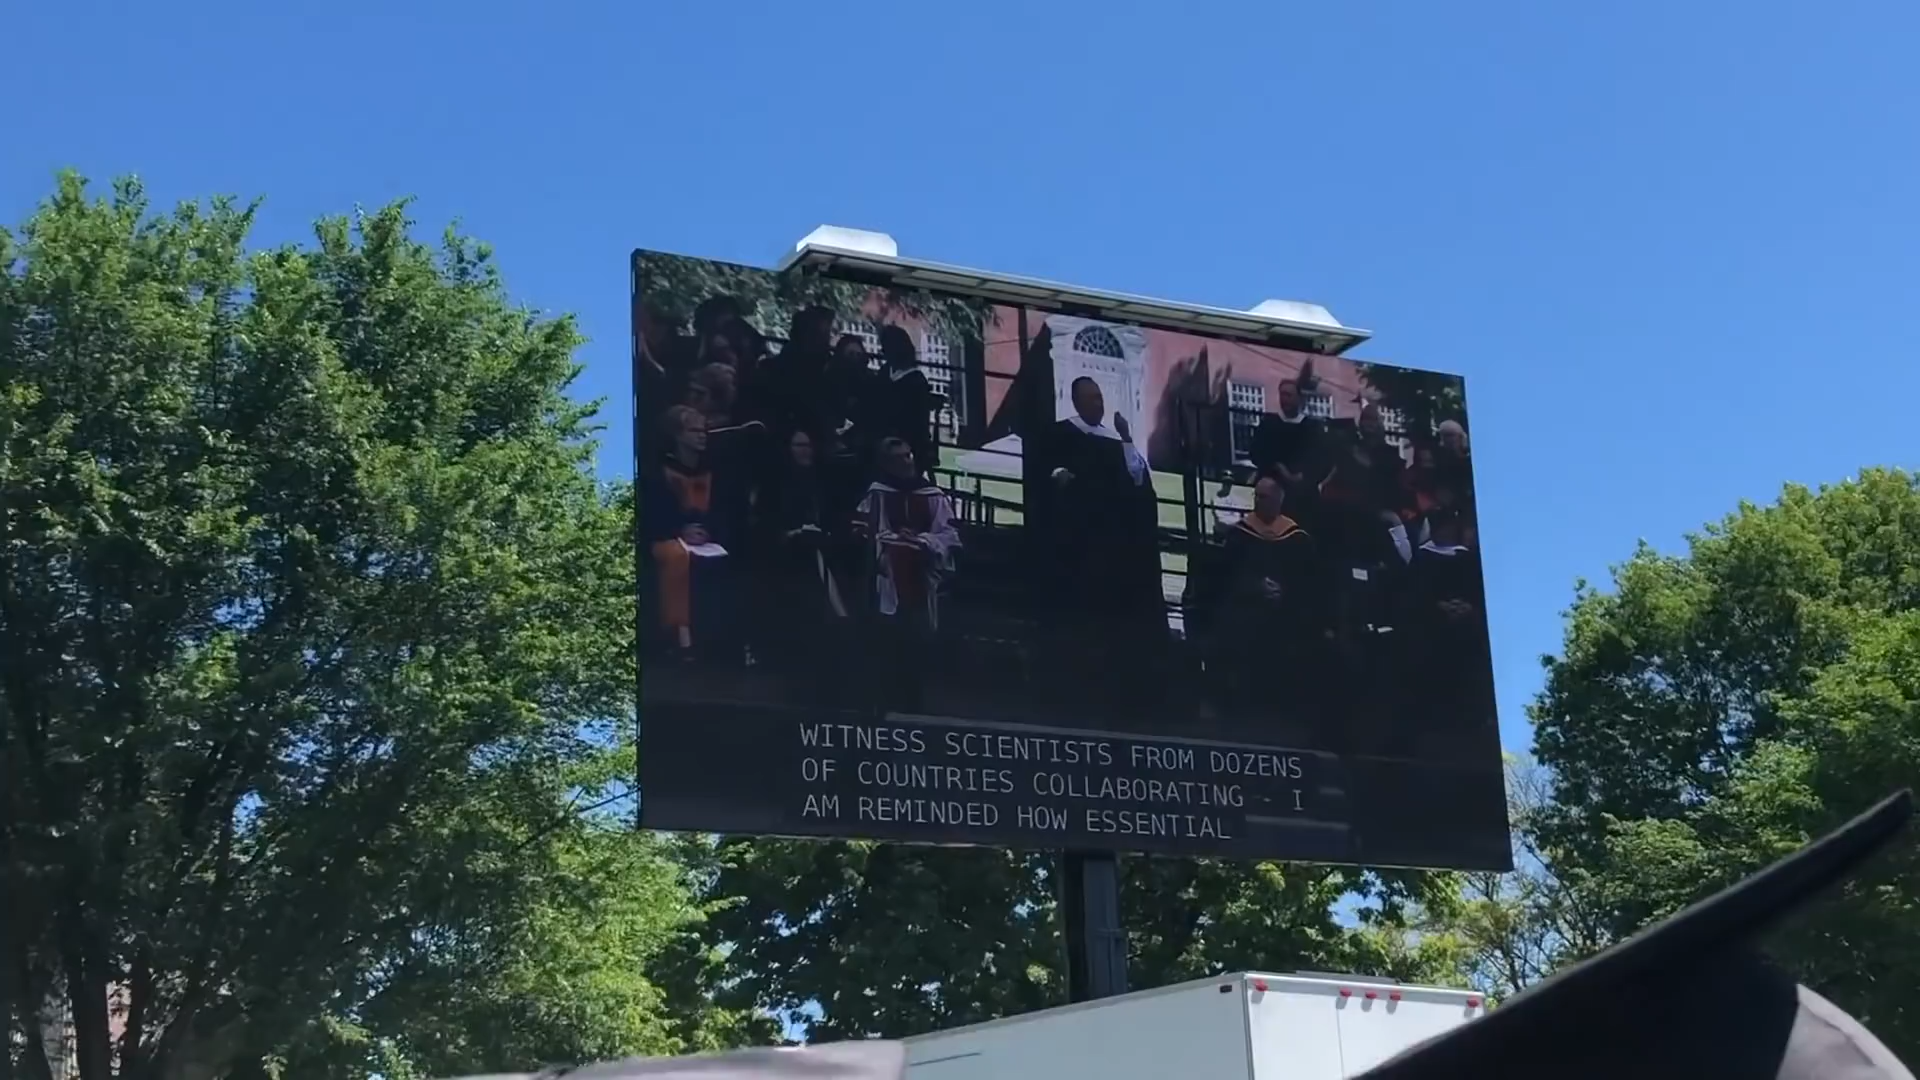 WITNESS SCIENTISTS FROM DOZENS
OF COUNTRIES COLLABORATING - I
AM REMINDED HOW ESSENTIAL